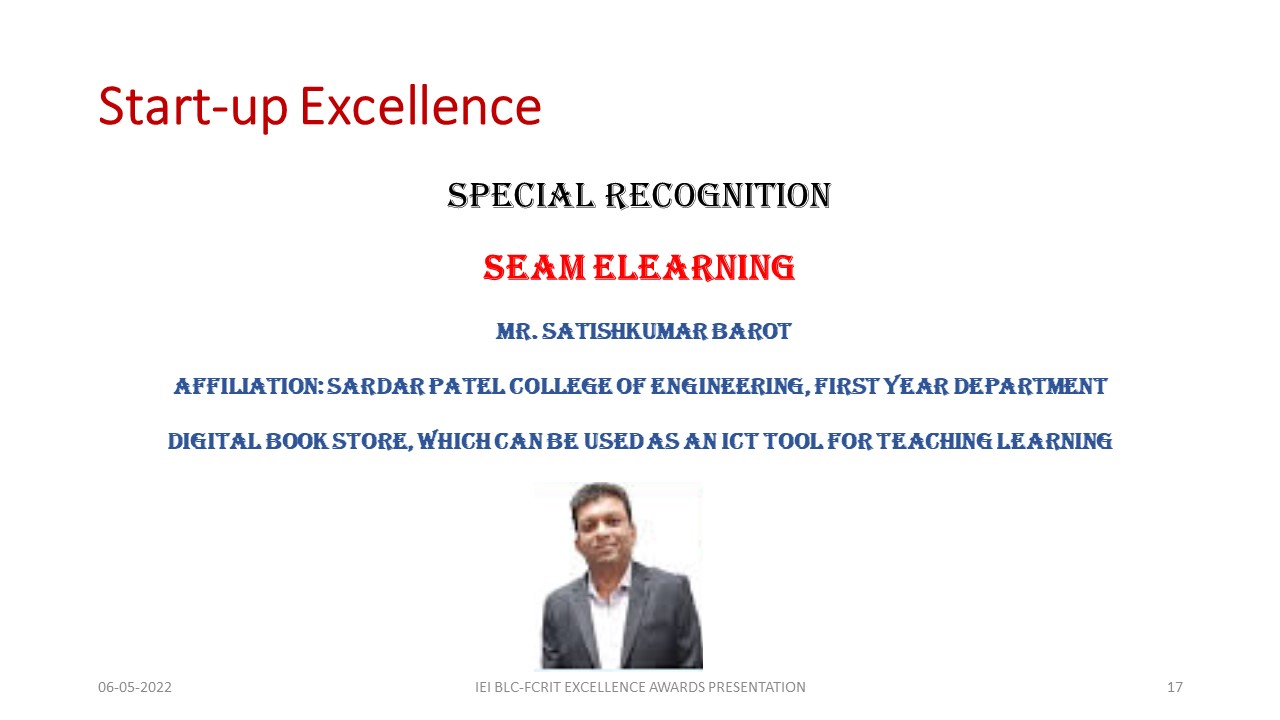 Start-up Excellence
SPECIAL RECOGNITION
SEAM ELEARNING
MR. SATISHKUMAR BAROT
AFFILIATION: SARDAR PATEL COLLEGE OF ENGINEERING, FIRST YEAR DEPARTMENT
DIGITAL BOOK STORE, WHICH CAN BE USED AS AN ICT TOOL FOR TEACHING LEARNING
06-05-2022
IEI BLC-FCRIT EXCELLENCE AWARDS PRESENTATION
17